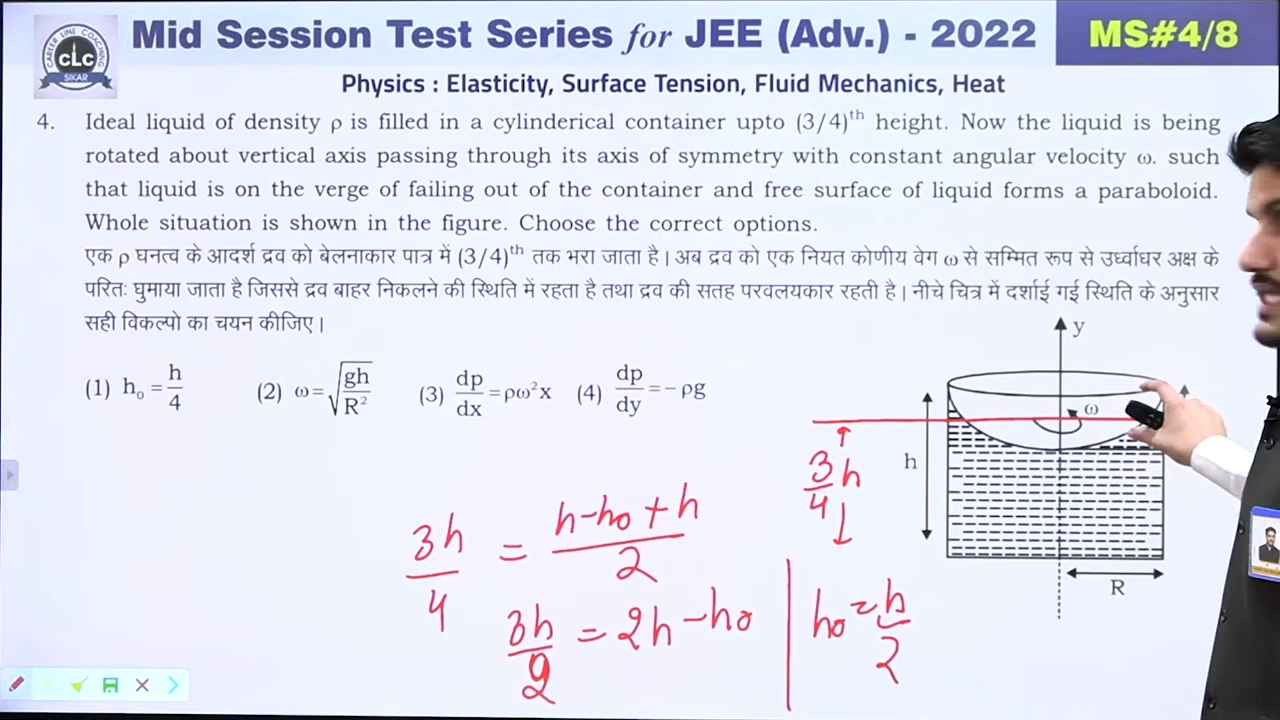 CAREER LINE COACHING
CLC
SIKAR
Mid Session Test Series for JEE (Adv.) - 2022
MS#4/8
Physics : Elasticity, Surface Tension, Fluid Mechanics, Heat
4. Ideal liquid of density ρ is filled in a cylinderical container upto (3/4)th height. Now the liquid is being
rotated about vertical axis passing through its axis of symmetry with constant angular velocity ω. such
that liquid is on the verge of failing out of the container and free surface of liquid forms a paraboloid.
Whole situation is shown in the figure. Choose the correct options.
एक ρ घनत्व के आदर्श द्रव को बेलनाकार पात्र में (3/4)th तक भरा जाता है। अब द्रव को एक नियत कोणीय वेग ω से सम्मित रूप से उर्ध्वाधर अक्ष के
परितः घुमाया जाता है जिससे द्रव बाहर निकलने की स्थिति में रहता है तथा द्रव की सतह परवलयकार रहती है। नीचे चित्र में दर्शाई गई स्थिति के अनुसार
सही विकल्पो का चयन कीजिए।
(1) h₀ = h/4 (2) ω = √(gh/R²) (3) dp/dx = ρω²x (4) dp/dy = − ρg
y
ω
h
R
3/4 h
3h/4 = (h-h₀+h)/2
3h/2 = 2h - h₀
h₀ = h/2